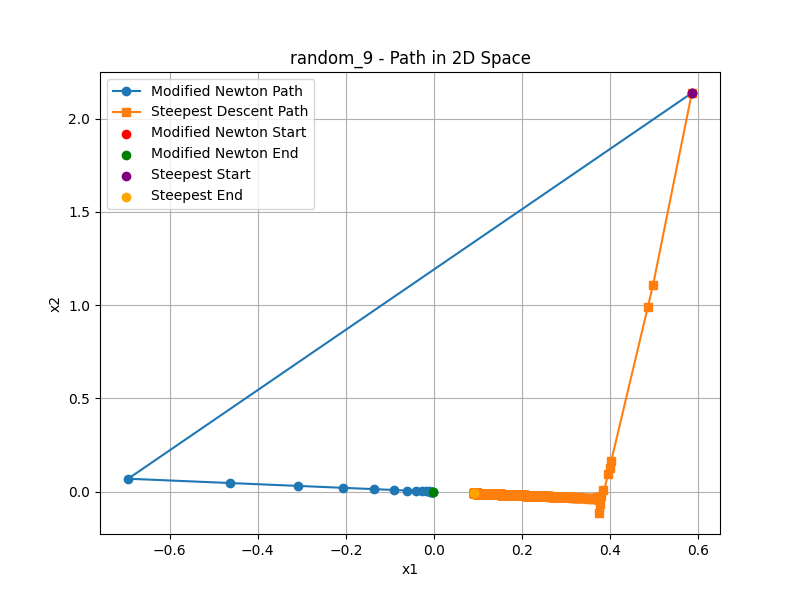 random_9 - Path in 2D Space
Modified Newton Path
Steepest Descent Path
Modified Newton Start
Modified Newton End
Steepest Start
Steepest End
x2
2.0
1.5
1.0
0.5
0.0
−0.6 −0.4 −0.2 0.0 0.2 0.4 0.6
x1